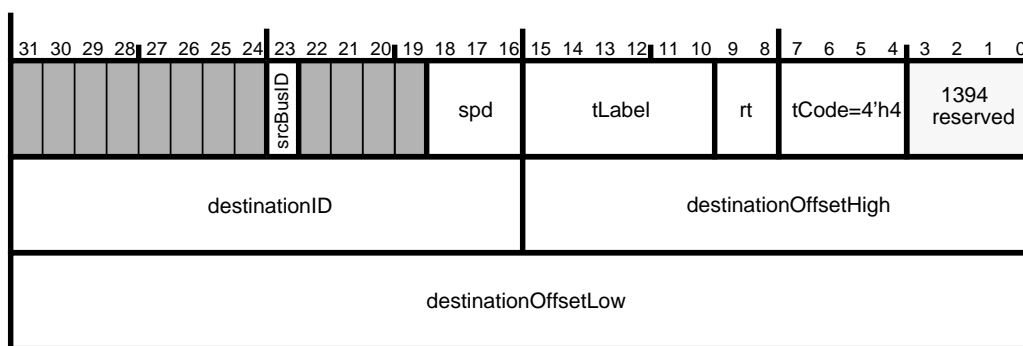 31 30 29 28 27 26 25 24 23 22 21 20 19 18 17 16 15 14 13 12 11 10 9 8 7 6 5 4 3 2 1 0
srcBusID spd tLabel rt tCode=4’h4 1394
reserved
destinationID destinationOffsetHigh
destinationOffsetLow